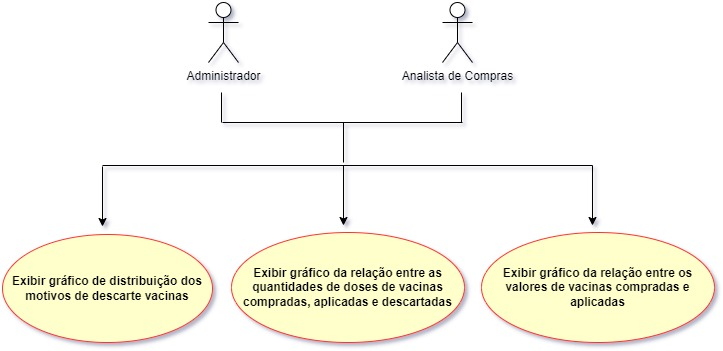 Administrador
Analista de Compras
Exibir gráfico de distribuição dos
motivos de descarte vacinas
Exibir gráfico da relação entre as
quantidades de doses de vacinas
compradas, aplicadas e descartadas
Exibir gráfico da relação entre os
valores de vacinas compradas e
aplicadas